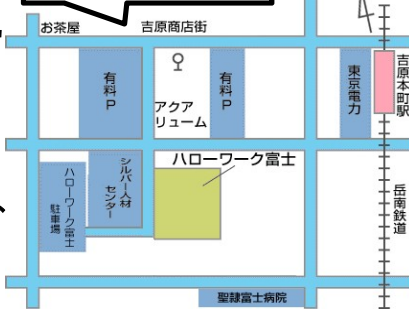 お茶屋
吉原商店街
有料P
アクア
リューム
有料P
東京電力
吉原本町駅
ハローワーク富士
シルバー人材
センター
ハローワーク富士
駐車場
岳南鉄道
聖隷富士病院